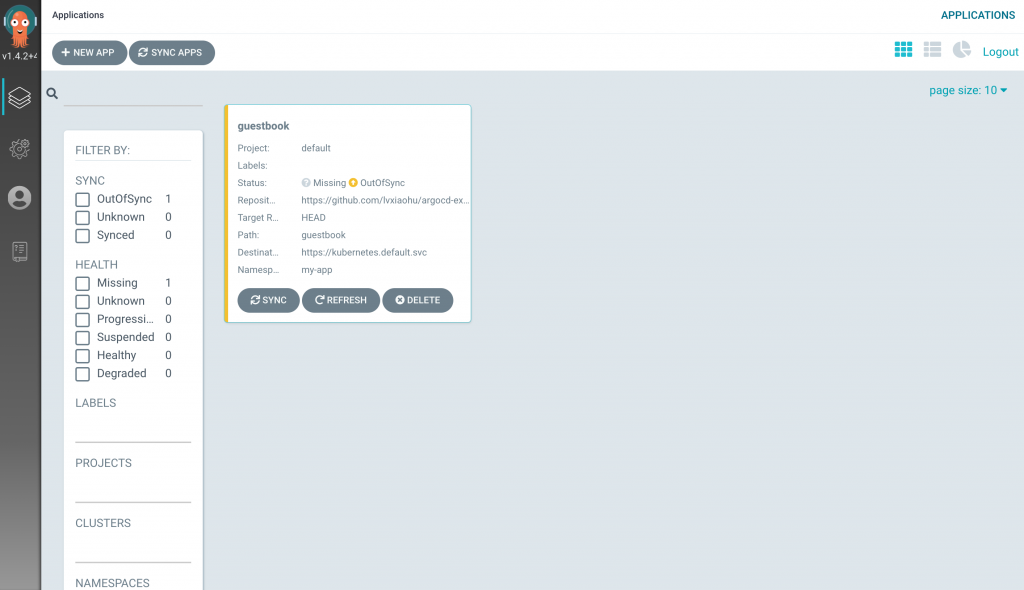 Applications
APPLICATIONS
v1.4.2+4
NEW APP
SYNC APPS
Logout
page size: 10
FILTER BY:
SYNC
OutOfSync 1
Unknown 0
Synced 0
HEALTH
Missing 1
Unknown 0
Progressi... 0
Suspended 0
Healthy 0
Degraded 0
LABELS
PROJECTS
CLUSTERS
NAMESPACES
guestbook
Project: default
Labels:
Status: Missing OutOfSync
Reposit... https://github.com/lvxiaohu/argocd-ex...
Target R... HEAD
Path: guestbook
Destinat... https://kubernetes.default.svc
Namesp... my-app
SYNC
REFRESH
DELETE